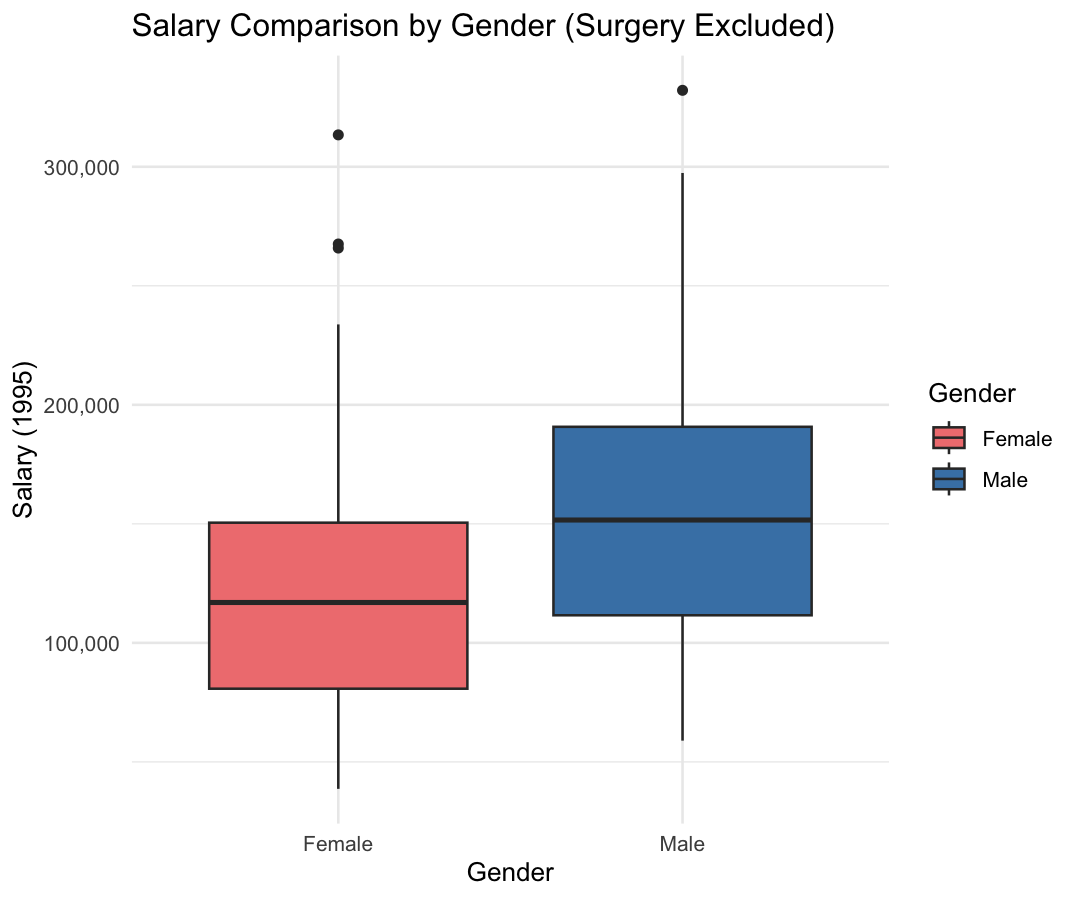 Salary Comparison by Gender (Surgery Excluded)
300,000
200,000
100,000
Salary (1995)
Female
Male
Gender
Gender
Female
Male